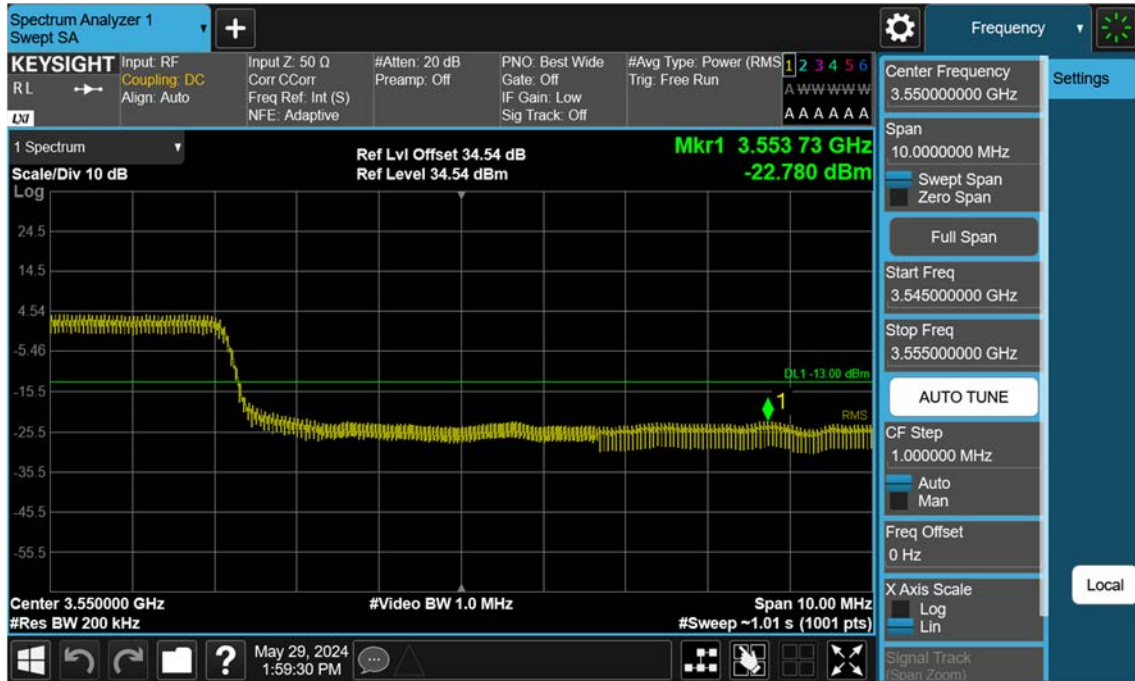 Spectrum Analyzer 1
Swept SA
Frequency
KEYSIGHT
RL
LXI
Input: RF
Coupling: DC
Align: Auto
Input Z: 50 Ω
Corr CCorr
Freq Ref: Int (S)
NFE: Adaptive
#Atten: 20 dB
Preamp: Off
PNO: Best Wide
Gate: Off
IF Gain: Low
Sig Track: Off
#Avg Type: Power (RMS
Trig: Free Run
1 2 3 4 5 6
A W W W W W
A A A A A A
1 Spectrum
Scale/Div 10 dB
Log
Ref Lvl Offset 34.54 dB
Ref Level 34.54 dBm
Mkr1 3.553 73 GHz
-22.780 dBm
24.5
14.5
4.54
-5.46
-15.5
-25.5
-35.5
-45.5
-55.5
DL1 -13.00 dBm
1
RMS
Center 3.550000 GHz
#Res BW 200 kHz
#Video BW 1.0 MHz
Span 10.00 MHz
#Sweep ~1.01 s (1001 pts)
Center Frequency
3.550000000 GHz
Settings
Span
10.0000000 MHz
Swept Span
Zero Span
Full Span
Start Freq
3.545000000 GHz
Stop Freq
3.555000000 GHz
AUTO TUNE
CF Step
1.000000 MHz
Auto
Man
Freq Offset
0 Hz
X Axis Scale
Log
Lin
Local
Signal Track
(Span Zoom)
?
May 29, 2024
1:59:30 PM